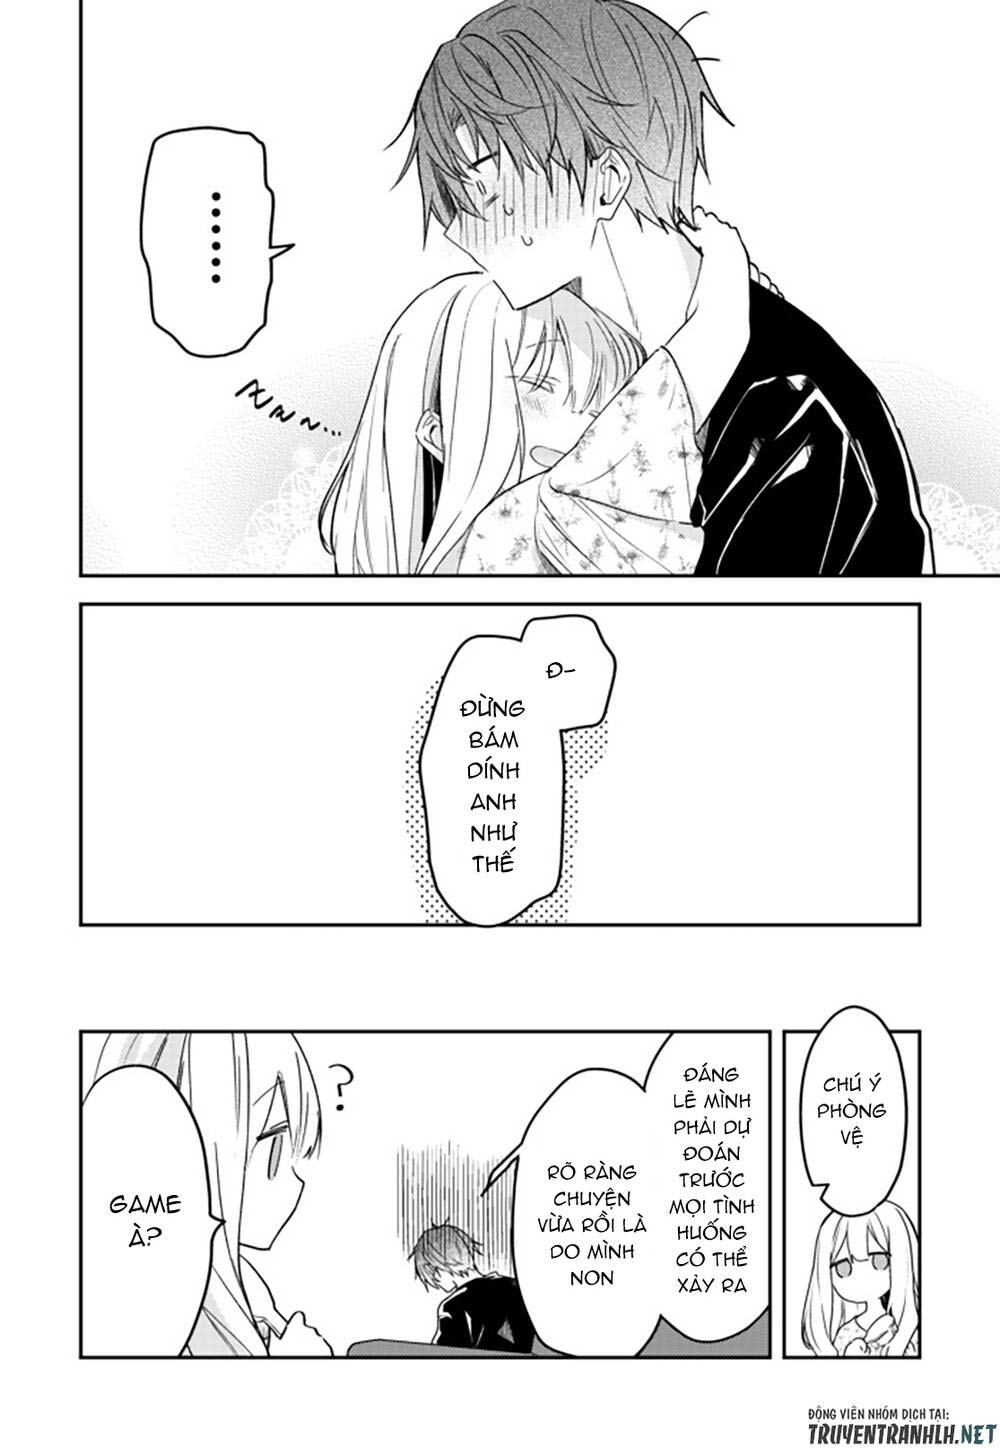 .......
Đ-
ĐỪNG
BÁM
DÍNH
ANH
NHƯ
THẾ
CHÚ Ý
PHÒNG
VỆ
ĐÁNG
LẼ MÌNH
PHẢI DỰ
ĐOÁN
TRƯỚC
MỌI TÌNH
HUỐNG
CÓ THỂ
XẢY RA
RÕ RÀNG
CHUYỆN
VỪA RỒI LÀ
DO MÌNH
NON
?
GAME
À?
ĐỘNG VIÊN NHÓM DỊCH TẠI:
TRUYENTRANHLH.NET